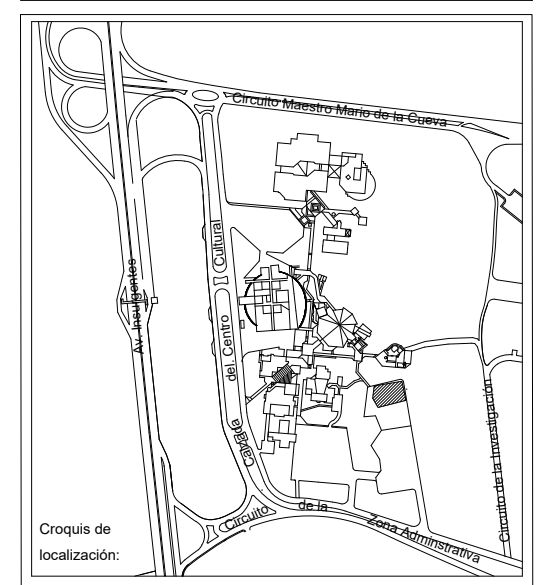 Circuito Maestro Mario de la Cueva
Av. Insurgentes
Calzada del. Centro Cultural
Circuito de la Investigación
Circuito de la Zona Adminstrativa
Croquis de
localización: